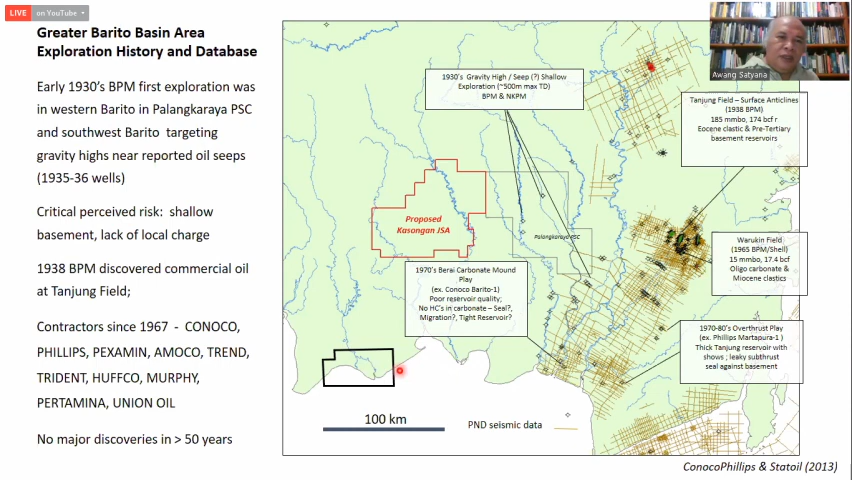 LIVE on YouTube
Greater Barito Basin Area
Exploration History and Database
Early 1930's BPM first exploration was
in western Barito in Palangkaraya PSC
and southwest Barito targeting
gravity highs near reported oil seeps
(1935-36 wells)
Critical perceived risk: shallow
basement, lack of local charge
1938 BPM discovered commercial oil
at Tanjung Field;
Contractors since 1967 - CONOCO,
PHILLIPS, PEXAMIN, AMOCO, TREND,
TRIDENT, HUFFCO, MURPHY,
PERTAMINA, UNION OIL
No major discoveries in > 50 years
1930's Gravity High / Seep (?) Shallow
Exploration (~500m max TD)
BPM & NKPM
Awang Satyana
Tanjung Field – Surface Anticlines
(1938 BPM)
185 mmbo, 174 bcf r
Eocene clastic & Pre-Tertiary
basement reservoirs
Proposed
Kasongan JSA
Palangkaraya PSC
Warukin Field
(1965 BPM/Shell)
15 mmbo, 17.4 bcf
Oligo carbonate &
Miocene clastics
1970's Berai Carbonate Mound
Play
(ex. Conoco Barito-1)
Poor reservoir quality;
No HC's in carbonate – Seal?,
Migration?, Tight Reservoir?
1970-80's Overthrust Play
(ex. Phillips Martapura-1 )
Thick Tanjung reservoir with
shows ; leaky subthrust
seal against basement
100 km
PND seismic data
ConocoPhillips & Statoil (2013)